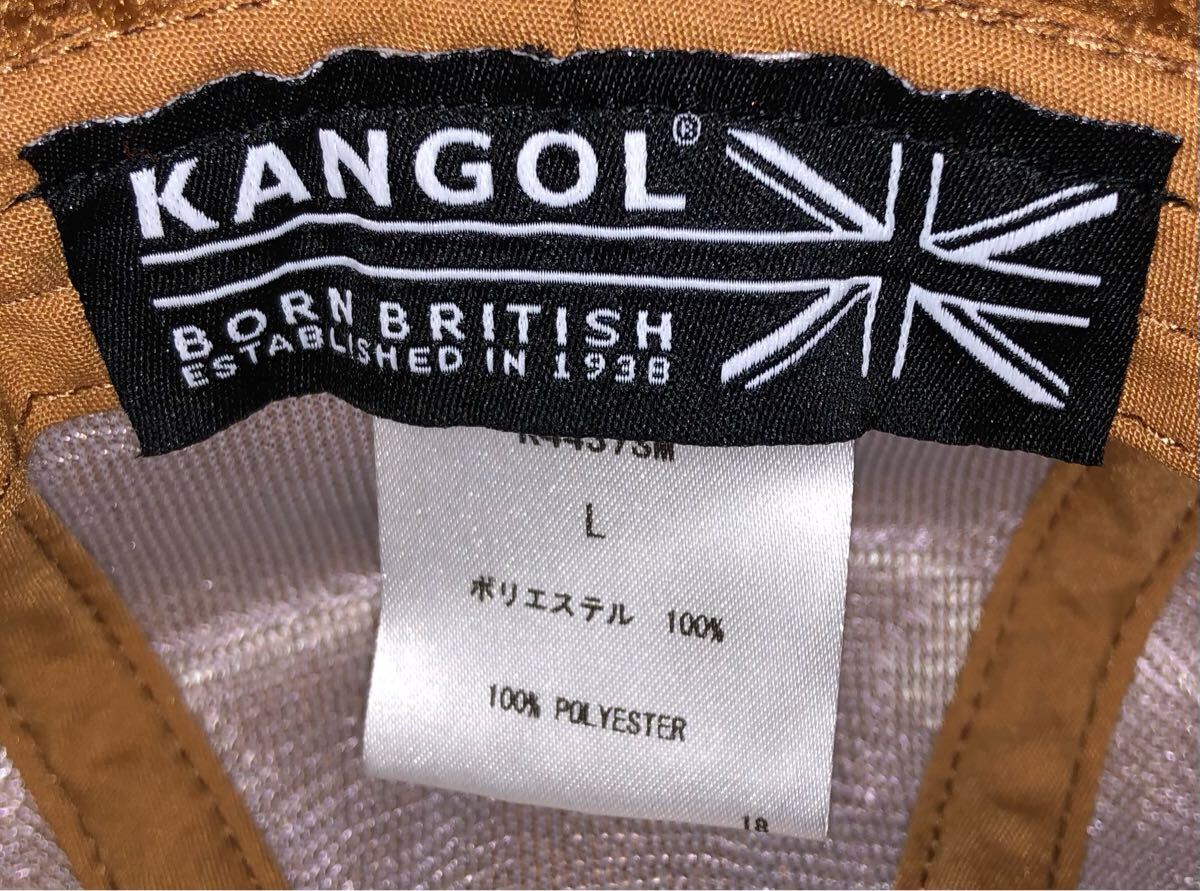 KANGOL®
BORN BRITISH
ESTABLISHED IN 1938
L
ポリエステル 100%
100% POLYESTER
18